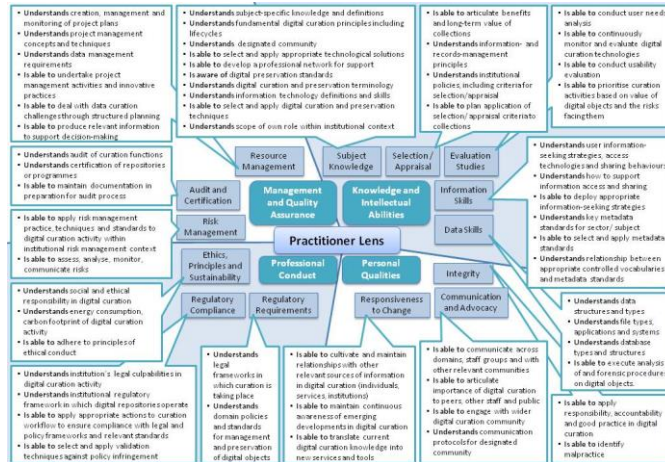 • Understands creation, management and
monitoring of project plans
• Understands project management
concepts and techniques
• Understands data management
requirements
• Is able to undertake project
management activities and innovative
practices
• Is able to deal with data curation
challenges through structured planning
• Is able to produce relevant information
to support decision-making
• Understands subject-specific knowledge and definitions
• Understands fundamental digital curation principles including
lifecycles
• Understands designated community
• Is able to select and apply appropriate technological solutions
• Is able to develop a professional network for support
• Is aware of digital preservation standards
• Understands digital curation and preservation terminology
• Understands information technology definitions and skills
• Is able to select and apply digital curation and preservation
techniques
• Understands scope of own role within institutional context
• Is able to articulate benefits
and long-term value of
collections
• Understands information- and
records-management
principles
• Understands institutional
policies, including criteria for
selection/appraisal
• Is able to plan application of
selection/ appraisal criteria to
collections
• Is able to conduct user needs
analysis
• Is able to continuously
monitor and evaluate digital
curation technologies
• Is able to conduct usability
evaluation
• Is able to prioritise curation
activities based on value of
digital objects and the risks
facing them
• Understands audit of curation functions
• Understands certification of repositories
or programmes
• Is able to maintain documentation in
preparation for audit process
• Is able to apply risk management
practice, techniques and standards to
digital curation activity within
institutional risk management context
• Is able to assess, analyse, monitor,
communicate risks
• Understands social and ethical
responsibility in digital curation
• Understands energy consumption,
carbon footprint of digital curation
activity
• Is able to adhere to principles of
ethical conduct
• Understands institution's legal culpabilities in
digital curation activity
• Understands institutional regulatory
framework in which digital repositories operate
• Is able to apply appropriate actions to curation
workflow to ensure compliance with legal and
policy frameworks and relevant standards
• Is able to select and apply validation
techniques against policy infringement
Resource
Management
Subject
Knowledge
Selection /
Appraisal
Evaluation
Studies
Audit and
Certification
Management
and Quality
Assurance
Knowledge and
Intellectual
Abilities
Information
Skills
Risk
Management
Practitioner Lens
Data Skills
Ethics,
Principles and
Sustainability
Professional
Conduct
Personal
Qualities
Integrity
Regulatory
Compliance
Regulatory
Requirements
Responsiveness
to Change
Communication
and Advocacy
• Understands user information-
seeking strategies, access
technologies and sharing behaviours
• Understands how to support
information access and sharing
• Is able to deploy appropriate
information-seeking strategies
• Understands key metadata
standards for sector/ subject
• Is able to select and apply metadata
standards
• Understands relationship between
appropriate controlled vocabularies
and metadata standards
• Understands data
structures and types
• Understands file types,
applications and systems
• Understands database
types and structures
• Is able to execute analysis
of and forensic procedures
on digital objects.
• Is able to apply
responsibility, accountability
and good practice in digital
curation
• Is able to identify
malpractice
• Understands
legal
frameworks in
which curation is
taking place
• Understands
domain policies
and standards
for management
and preservation
of digital objects
• Is able to cultivate and maintain
relationships with other
relevant sources of information
in digital curation (individuals,
services, institutions)
• Is able to maintain continuous
awareness of emerging
developments in digital curation
• Is able to translate current
digital curation knowledge into
new services and tools
• Is able to communicate across
domains, staff groups and with
other relevant communities
• Is able to articulate
importance of digital curation to
peers, other staff and public
• Is able to engage with wider
digital curation community
• Understands communication
protocols for designated
community